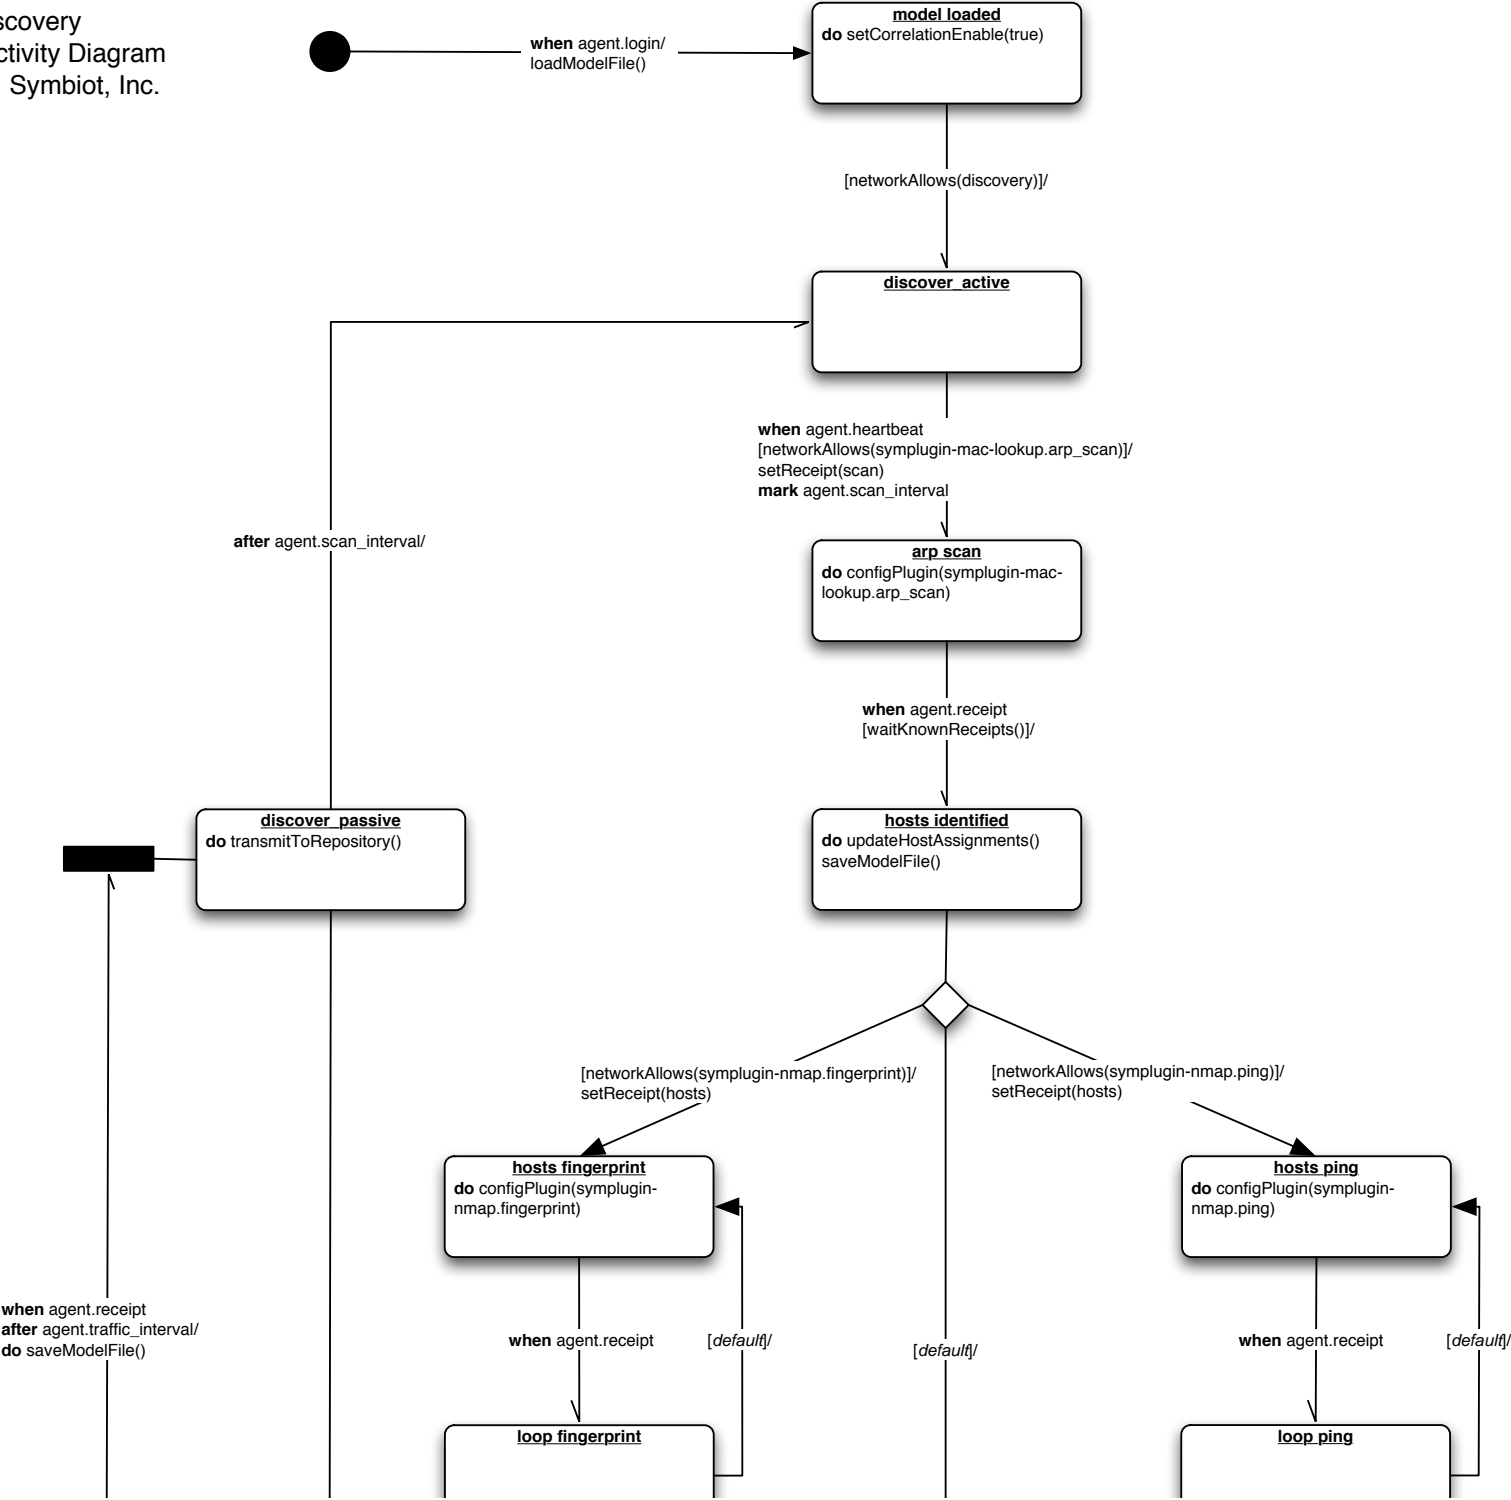 scovery
ctivity Diagram
Symbiot, Inc.
when agent.login/
loadModelFile()
model loaded
do setCorrelationEnable(true)
[networkAllows(discovery)]/
discover_active
when agent.heartbeat
[networkAllows(symplugin-mac-lookup.arp_scan)]/
setReceipt(scan)
mark agent.scan_interval
after agent.scan_interval/
arp scan
do configPlugin(symplugin-mac-
lookup.arp_scan)
when agent.receipt
[waitKnownReceipts()]/
discover_passive
do transmitToRepository()
hosts identified
do updateHostAssignments()
saveModelFile()
[networkAllows(symplugin-nmap.fingerprint)]/
setReceipt(hosts)
[networkAllows(symplugin-nmap.ping)]/
setReceipt(hosts)
hosts fingerprint
do configPlugin(symplugin-
nmap.fingerprint)
hosts ping
do configPlugin(symplugin-
nmap.ping)
when agent.receipt
after agent.traffic_interval/
do saveModelFile()
when agent.receipt
[default]/
[default]/
when agent.receipt
[default]/
loop fingerprint
loop ping